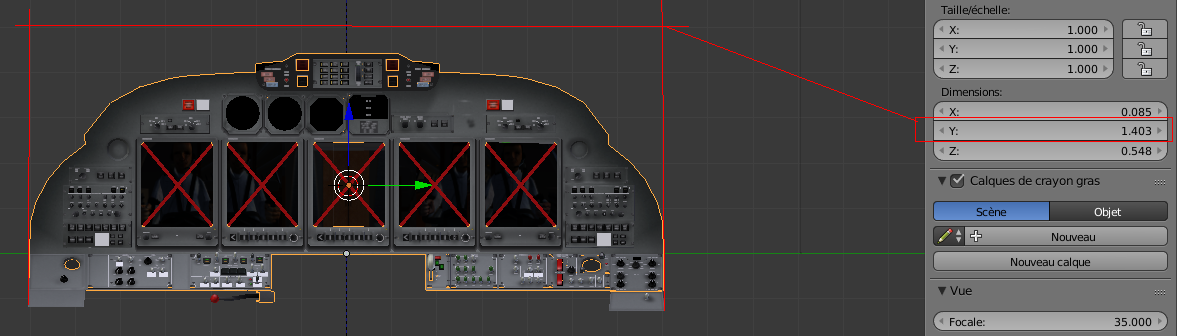 Taille/échelle:
X: 1.000
Y: 1.000
Z: 1.000
Dimensions:
X: 0.085
Y: 1.403
Z: 0.548
Calques de crayon gras
Scène Objet
Nouveau
Nouveau calque
Vue
Focale: 35.000